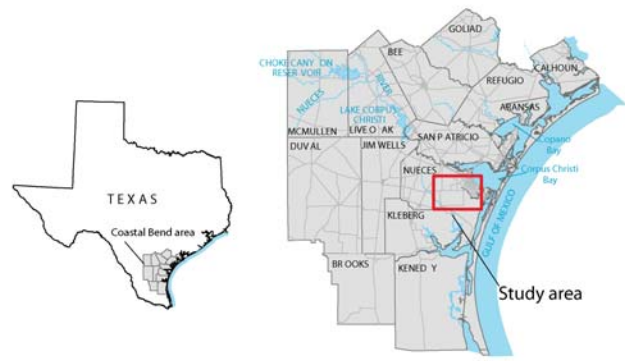 TEXAS
Coastal Bend area
GOLIAD
BEE
CALHOUN
CHOKE CANY ON
RESER VOIR
REFUGIO
NUECES
RIVER
ARANSAS
LAKE CORPUS
CHRISTI
MCMULLEN
LIVE O AK
SAN P ATRICIO
Copano
Bay
DUV AL
JIM WELLS
NUECES
Corpus Christi
Bay
KLEBERG
GULF OF MEXICO
BR OOKS
KENED Y
Study area